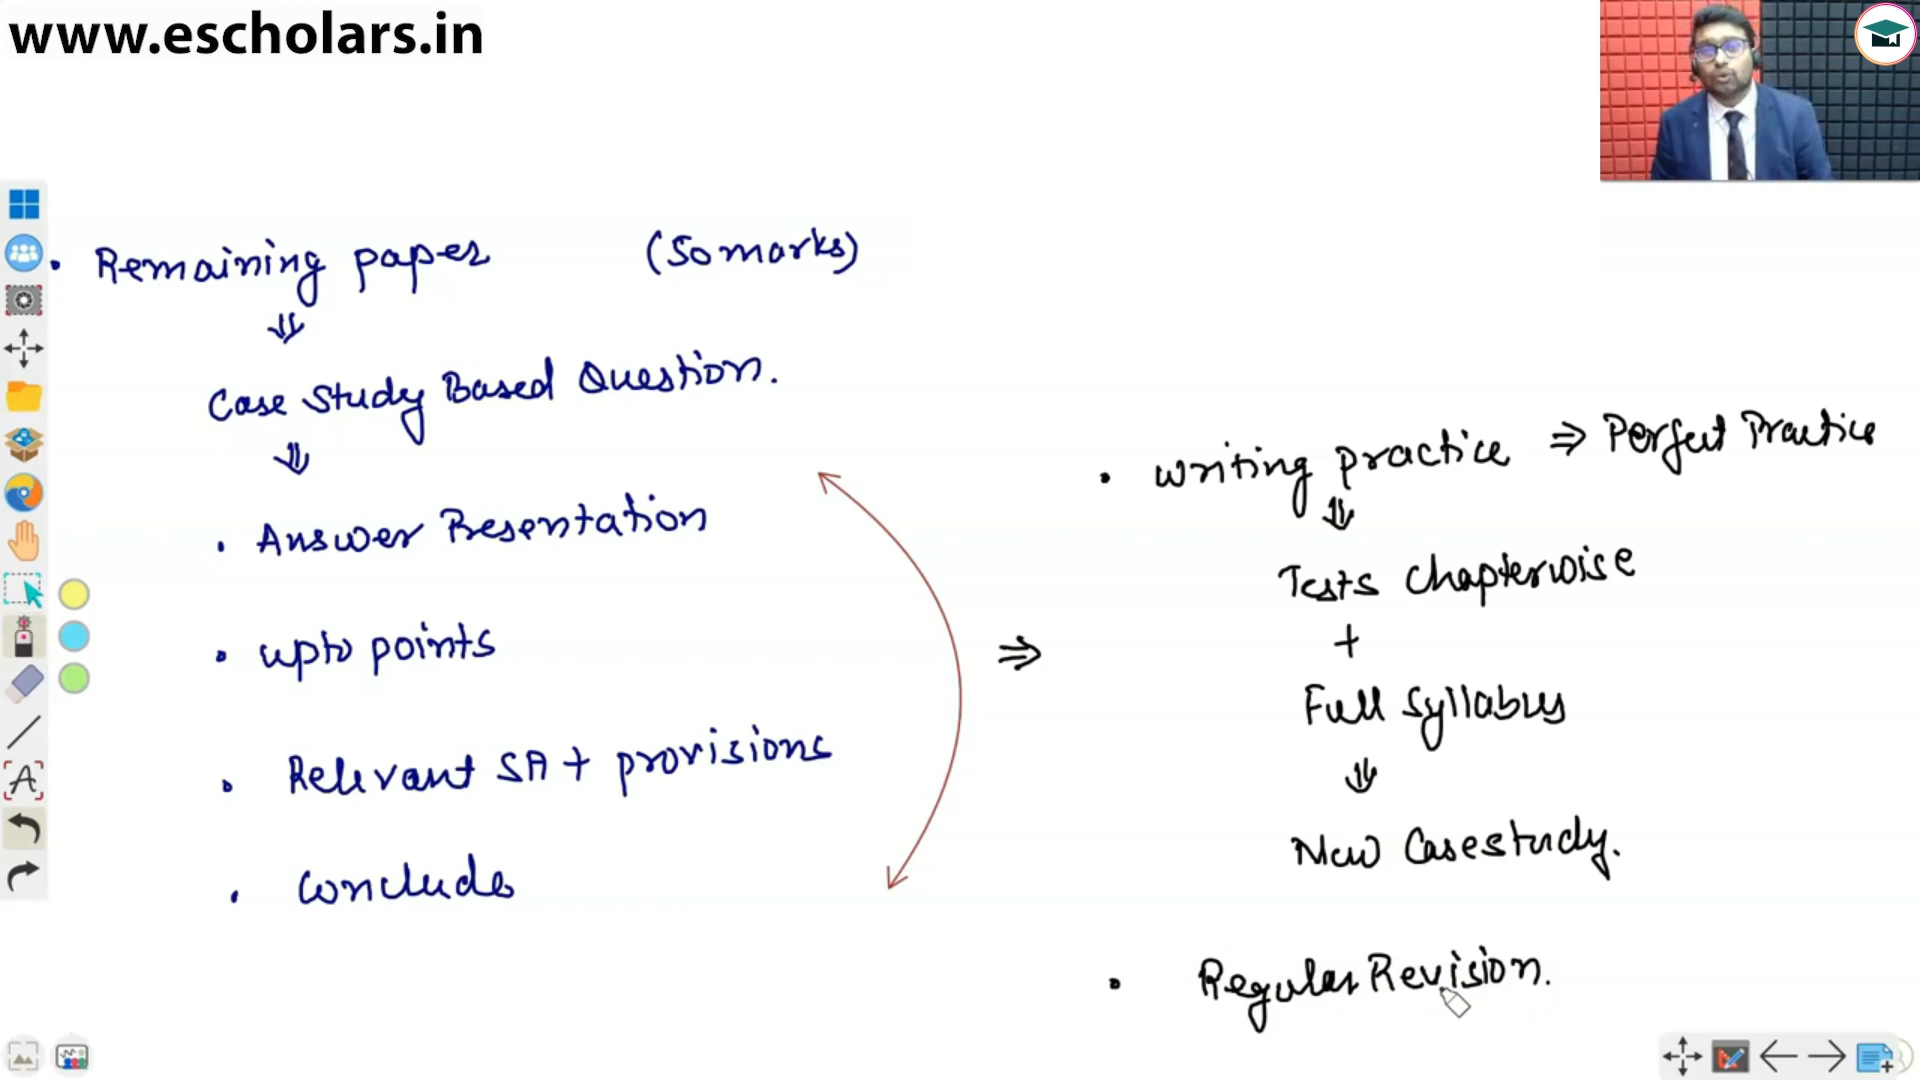 www.escholars.in
• Remaining paper (50 marks)
⇓
Case Study Based Question.
⇓
• Answer Presentation
• upto points
• Relevant SA + provisions
• Conclude
⇒
• writing practice ⇒ Perfect Practice
⇓
Tests Chapterwise
+
Full Syllabus
⇓
New Casestudy.
• Regular Revision.